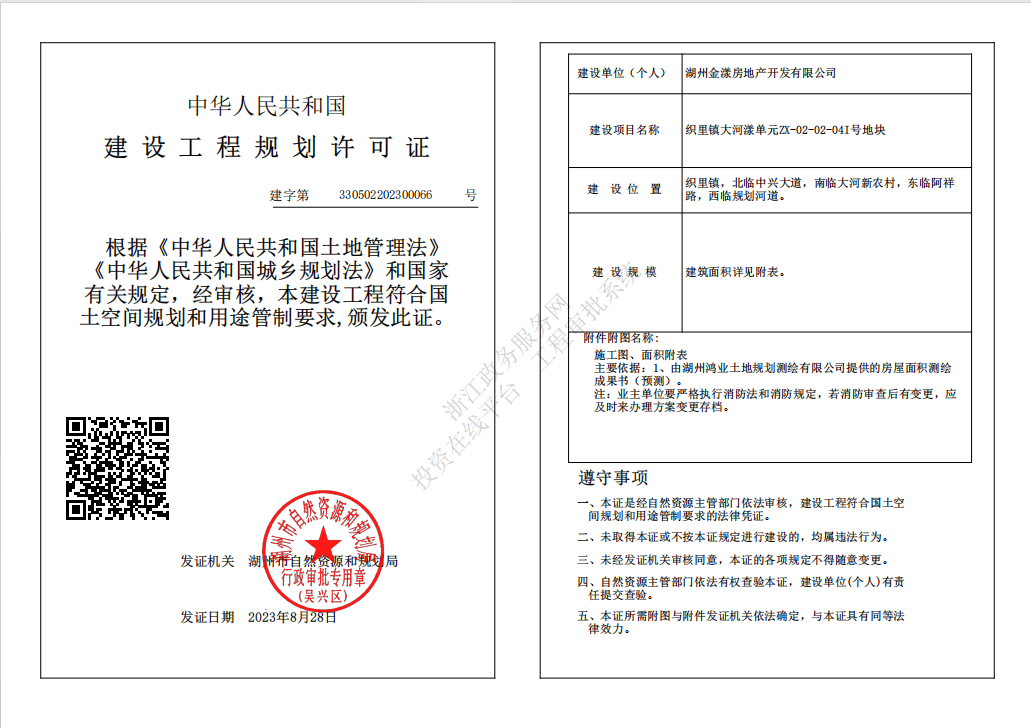 中华人民共和国
建设工程规划许可证
建字第 330502202300066 号
根据《中华人民共和国土地管理法》
《中华人民共和国城乡规划法》和国家
有关规定，经审核，本建设工程符合国
土空间规划和用途管制要求,颁发此证。
湖州市自然资源和规划局
行政审批专用章
(吴兴区)
发证机关 湖州市自然资源和规划局
发证日期 2023年8月28日
浙江政务服务网
投资在线平台 工程审批系统
建设单位（个人） 湖州金漾房地产开发有限公司
建设项目名称 织里镇大河漾单元ZX-02-02-04I号地块
建设位置 织里镇，北临中兴大道，南临大河新农村，东临阿祥
路，西临规划河道。
建设规模 建筑面积详见附表。
附件附图名称:
施工图、面积附表
主要依据：1、由湖州鸿业土地规划测绘有限公司提供的房屋面积测绘
成果书（预测）。
注：业主单位要严格执行消防法和消防规定，若消防审查后有变更，应
及时来办理方案变更存档。
遵守事项
一、本证是经自然资源主管部门依法审核，建设工程符合国土空
间规划和用途管制要求的法律凭证。
二、未取得本证或不按本证规定进行建设的，均属违法行为。
三、未经发证机关审核同意，本证的各项规定不得随意变更。
四、自然资源主管部门依法有权查验本证，建设单位(个人)有责
任提交查验。
五、本证所需附图与附件发证机关依法确定，与本证具有同等法
律效力。